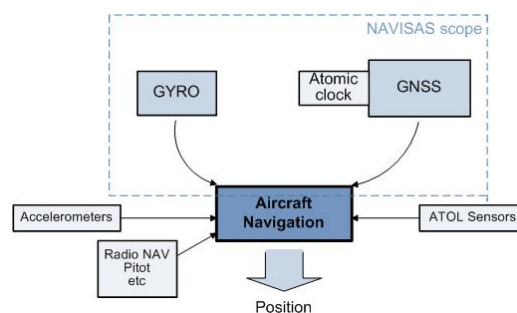 NAVISAS scope
GYRO
Atomic
clock
GNSS
Aircraft
Navigation
Accelerometers
ATOL Sensors
Radio NAV
Pitot
etc
Position